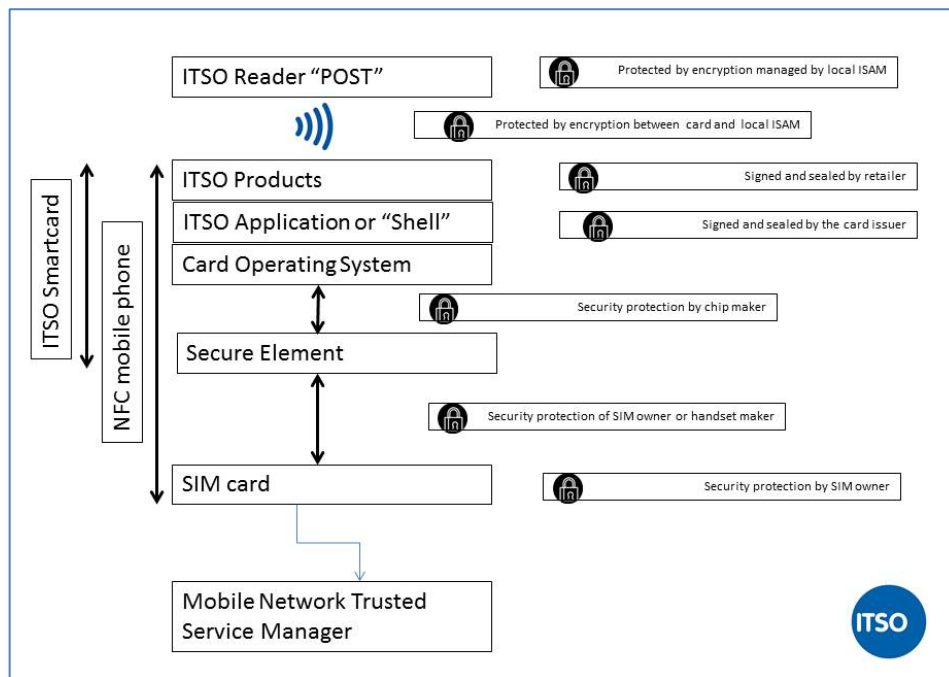 ITSO Reader “POST”
Protected by encryption managed by local ISAM
Protected by encryption between card and local ISAM
ITSO Smartcard
NFC mobile phone
ITSO Products
Signed and sealed by retailer
ITSO Application or “Shell”
Signed and sealed by the card issuer
Card Operating System
Security protection by chip maker
Secure Element
Security protection of SIM owner or handset maker
SIM card
Security protection by SIM owner
Mobile Network Trusted
Service Manager
ITSO